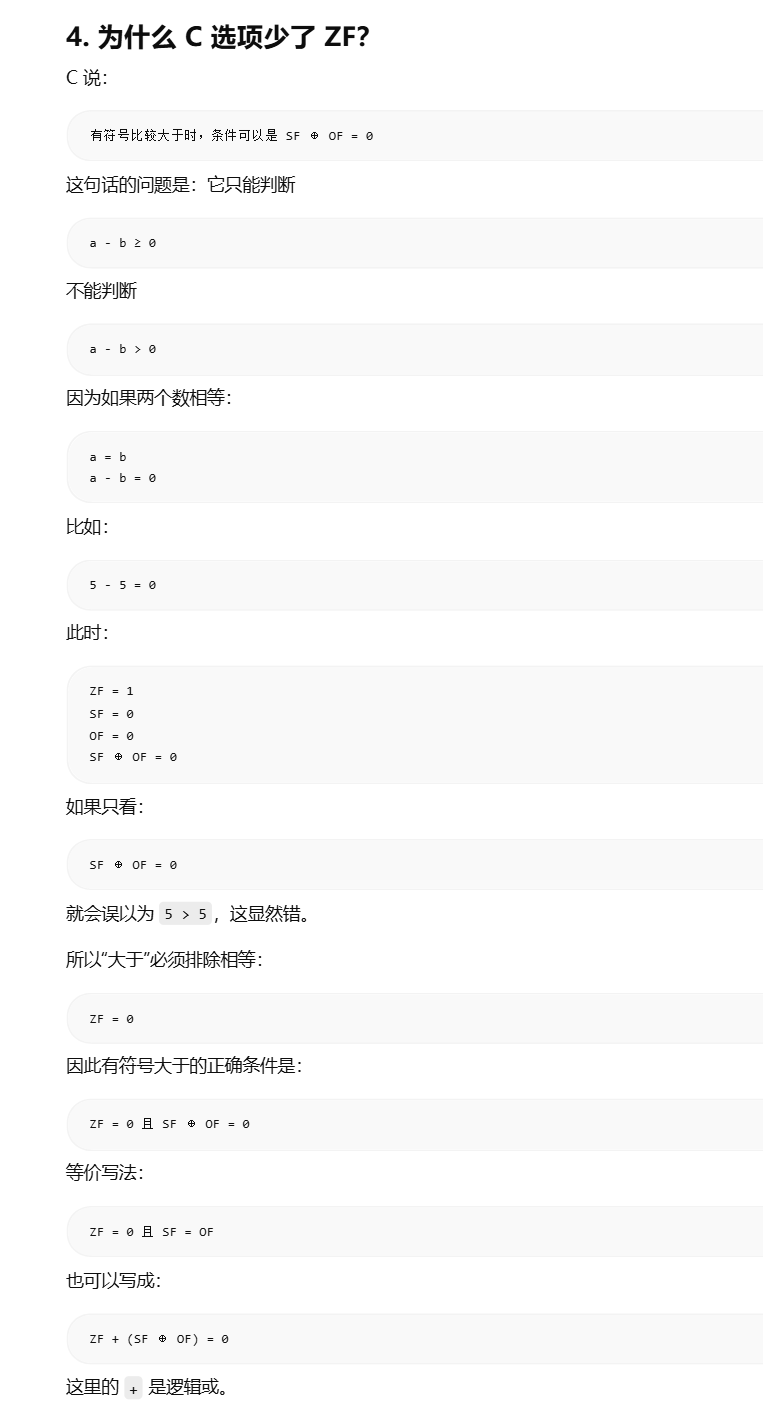 4. 为什么 C 选项少了 ZF？
C 说：
有符号比较大于时，条件可以是 SF ⊕ OF = 0
这句话的问题是：它只能判断
a - b ≥ 0
不能判断
a - b > 0
因为如果两个数相等：
a = b
a - b = 0
比如：
5 - 5 = 0
此时：
ZF = 1
SF = 0
OF = 0
SF ⊕ OF = 0
如果只看：
SF ⊕ OF = 0
就会误以为 5 > 5，这显然错。
所以“大于”必须排除相等：
ZF = 0
因此有符号大于的正确条件是：
ZF = 0 且 SF ⊕ OF = 0
等价写法：
ZF = 0 且 SF = OF
也可以写成：
ZF + (SF ⊕ OF) = 0
这里的 + 是逻辑或。